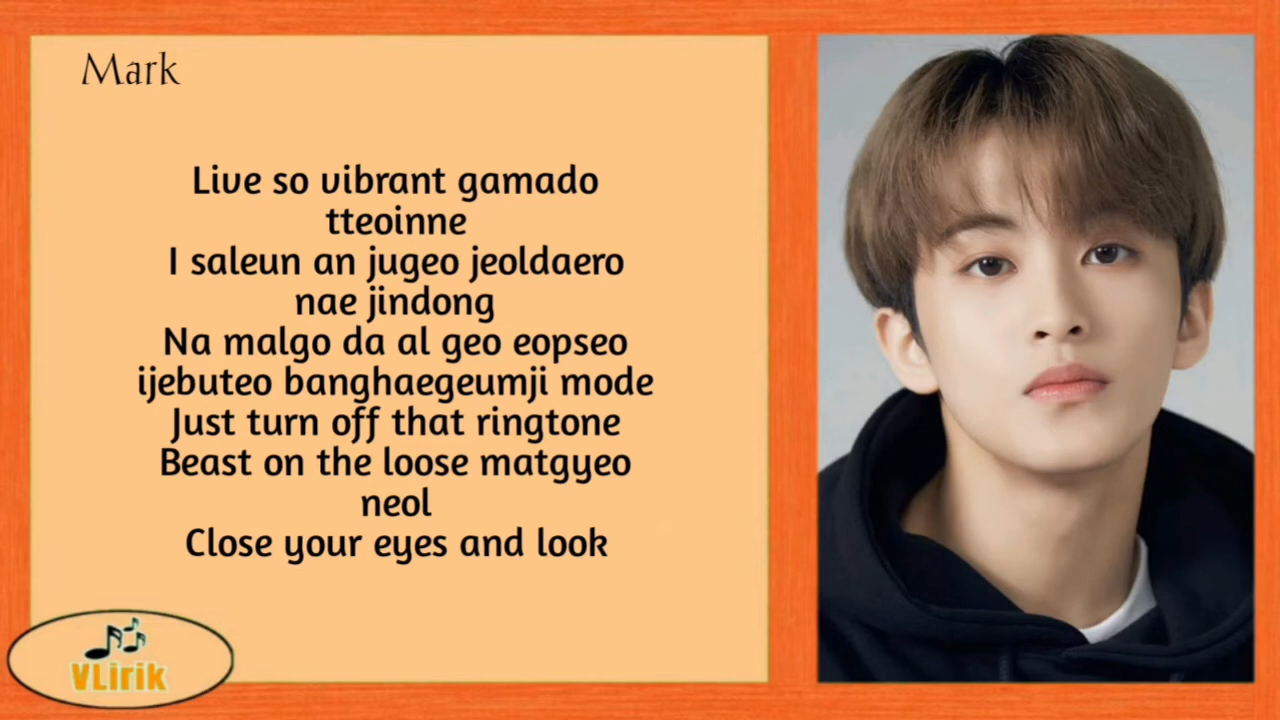 Mark
Live so vibrant gamado
tteoinne
I saleun an jugeo jeoldaero
nae jindong
Na malgo da al geo eopseo
ijebuteo banghaegeumji mode
Just turn off that ringtone
Beast on the loose matgyeo
neol
Close your eyes and look
VLirik